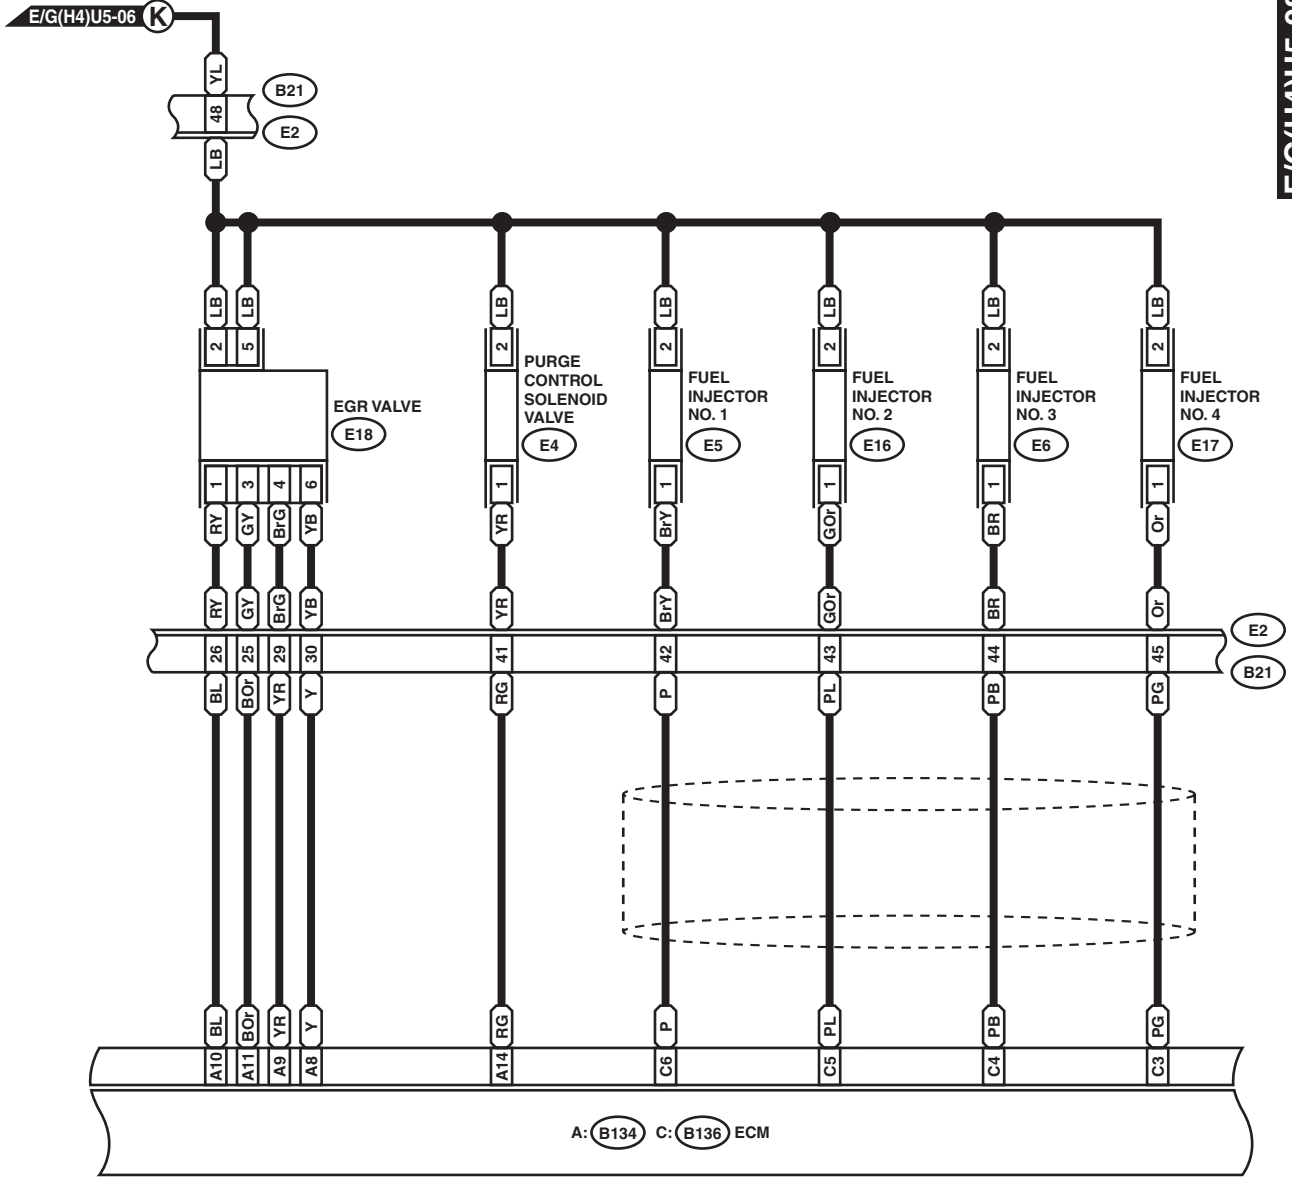 E/G(H4)U5-06 K
YL
B21
48
E2
LB
LB LB LB LB LB LB LB
2 5 2 2 2 2 2
EGR VALVE
E18
PURGE
CONTROL
SOLENOID
VALVE
E4
FUEL
INJECTOR
NO. 1
E5
FUEL
INJECTOR
NO. 2
E16
FUEL
INJECTOR
NO. 3
E6
FUEL
INJECTOR
NO. 4
E17
1 3 4 6 1 1 1 1 1
RY GY BrG YB YR BrY GOr BR Or
RY GY BrG YB YR BrY GOr BR Or
E2
26 25 29 30 41 42 43 44 45
B21
BL BOr YR Y RG P PL PB PG
BL BOr YR Y RG P PL PB PG
A10 A11 A9 A8 A14 C6 C5 C4 C3
A: B134 C: B136 ECM